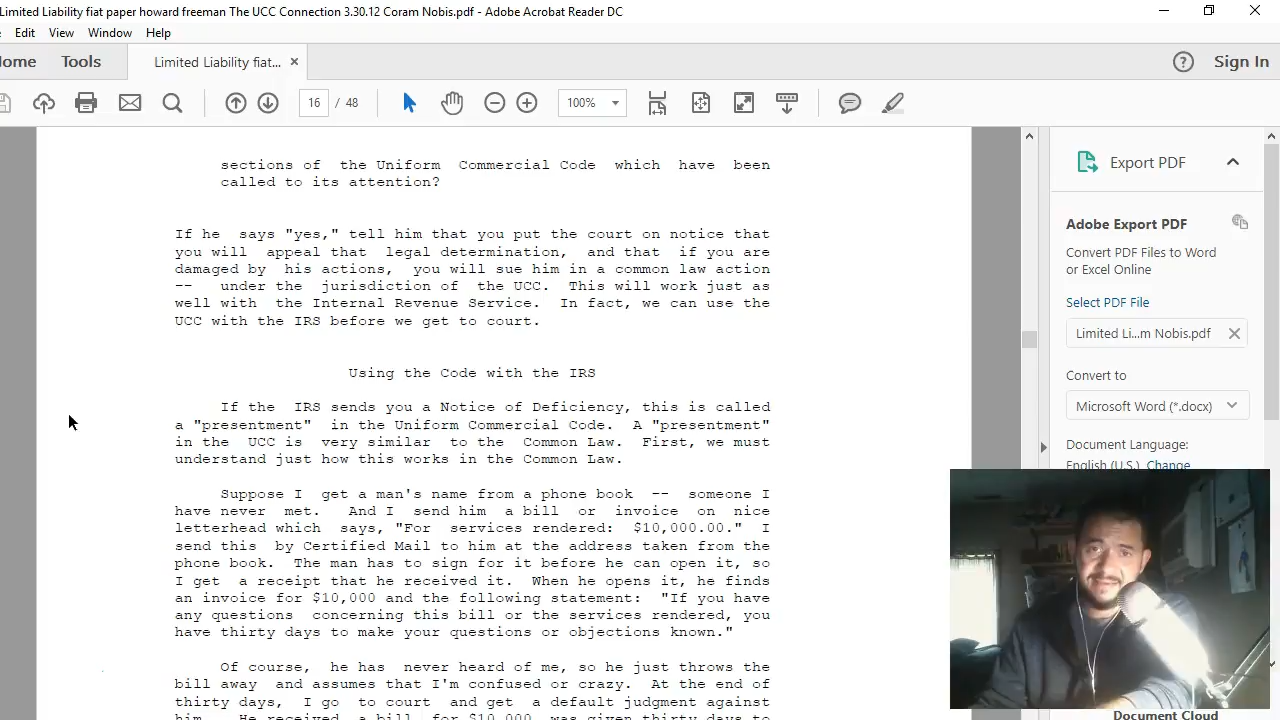 Limited Liability fiat paper howard freeman The UCC Connection 3.30.12 Coram Nobis.pdf - Adobe Acrobat Reader DC
Edit View Window Help
Home Tools Limited Liability fiat... × Sign In
16 / 48 100%
sections of the Uniform Commercial Code which have been
called to its attention?
If he says "yes," tell him that you put the court on notice that
you will appeal that legal determination, and that if you are
damaged by his actions, you will sue him in a common law action
-- under the jurisdiction of the UCC. This will work just as
well with the Internal Revenue Service. In fact, we can use the
UCC with the IRS before we get to court.
Using the Code with the IRS
If the IRS sends you a Notice of Deficiency, this is called
a "presentment" in the Uniform Commercial Code. A "presentment"
in the UCC is very similar to the Common Law. First, we must
understand just how this works in the Common Law.
Suppose I get a man's name from a phone book -- someone I
have never met. And I send him a bill or invoice on nice
letterhead which says, "For services rendered: $10,000.00." I
send this by Certified Mail to him at the address taken from the
phone book. The man has to sign for it before he can open it, so
I get a receipt that he received it. When he opens it, he finds
an invoice for $10,000 and the following statement: "If you have
any questions concerning this bill or the services rendered, you
have thirty days to make your questions or objections known."
Of course, he has never heard of me, so he just throws the
bill away and assumes that I'm confused or crazy. At the end of
thirty days, I go to court and get a default judgment against
him. He received a bill for $10,000, was given thirty days to
Export PDF
Adobe Export PDF
Convert PDF Files to Word
or Excel Online
Select PDF File
Limited Li...m Nobis.pdf
Convert to
Microsoft Word (*.docx)
Document Language:
English (U.S.) Change
Document Cloud